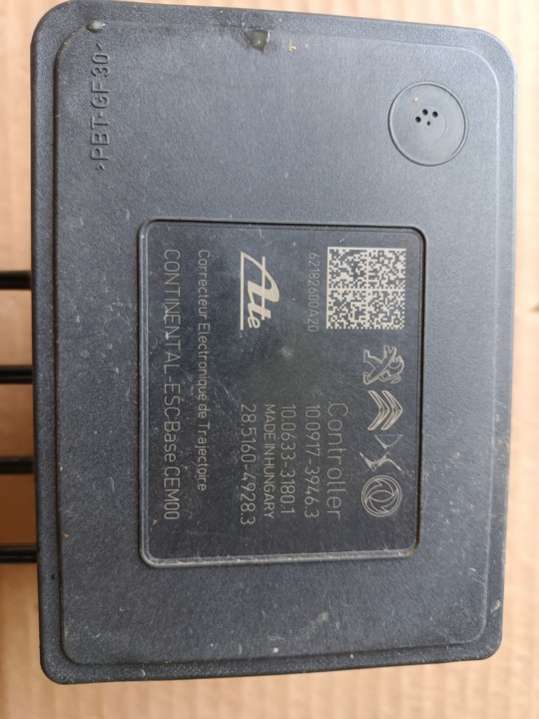 >PBT-GF30<
62182600A2D
Ate
Controller
10.0917-3946.3
10.0633-3180.1
MADE IN HUNGARY
28.5160-4928.3
Correcteur Electronique de Trajectoire
CONTINENTAL-ESCBase CEM00